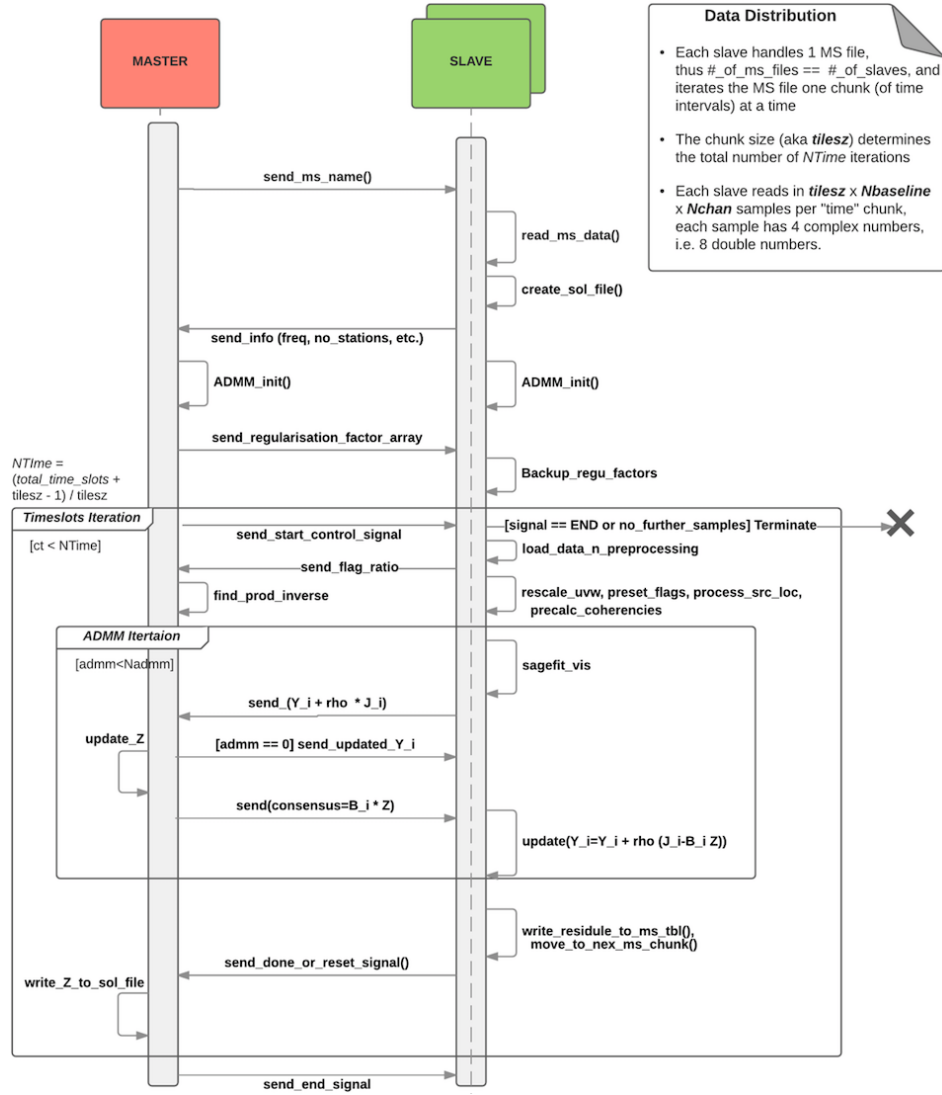 MASTER
SLAVE
Data Distribution
• Each slave handles 1 MS file,
thus #_of_ms_files == #_of_slaves, and
iterates the MS file one chunk (of time
intervals) at a time
• The chunk size (aka tilesz) determines
the total number of NTime iterations
• Each slave reads in tilesz x Nbaseline
x Nchan samples per "time" chunk,
each sample has 4 complex numbers,
i.e. 8 double numbers.
send_ms_name()
read_ms_data()
create_sol_file()
send_info (freq, no_stations, etc.)
ADMM_init()
ADMM_init()
send_regularisation_factor_array
Backup_regu_factors
NTIme =
(total_time_slots +
tilesz - 1) / tilesz
Timeslots Iteration
[ct < NTime]
send_start_control_signal
[signal == END or no_further_samples] Terminate
load_data_n_preprocessing
send_flag_ratio
find_prod_inverse
rescale_uvw, preset_flags, process_src_loc,
precalc_coherencies
ADMM Itertaion
[admm<Nadmm]
sagefit_vis
send_(Y_i + rho * J_i)
update_Z
[admm == 0] send_updated_Y_i
send(consensus=B_i * Z)
update(Y_i=Y_i + rho (J_i-B_i Z))
write_residule_to_ms_tbl(),
move_to_nex_ms_chunk()
send_done_or_reset_signal()
write_Z_to_sol_file
send_end_signal